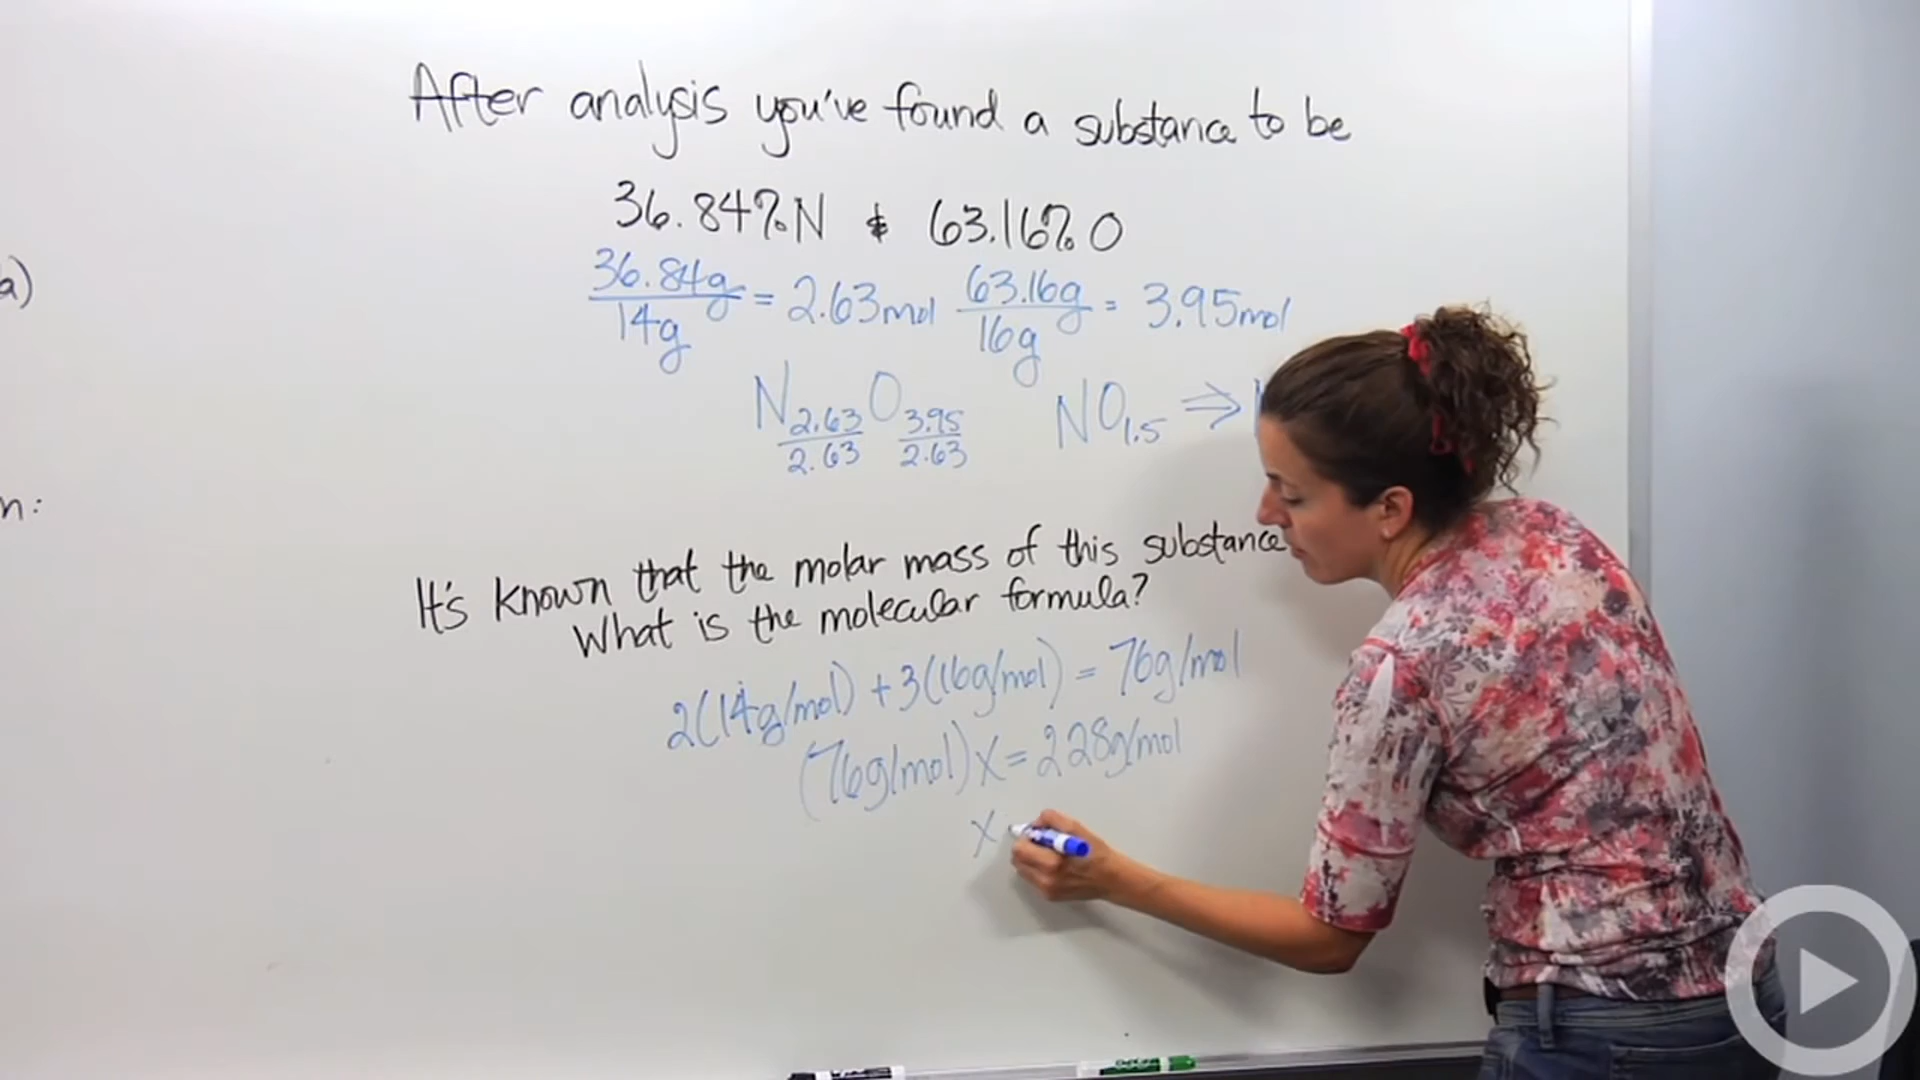 After analysis you've found a substance to be
36.84% N & 63.16% O
36.84g/14g = 2.63mol 63.16g/16g = 3.95mol
N2.63/2.63 O3.95/2.63 NO1.5 ⇒
It's known that the molar mass of this substance
What is the molecular formula?
2(14g/mol) + 3(16g/mol) = 76g/mol
(76g/mol)x = 228g/mol
x
a)
n: